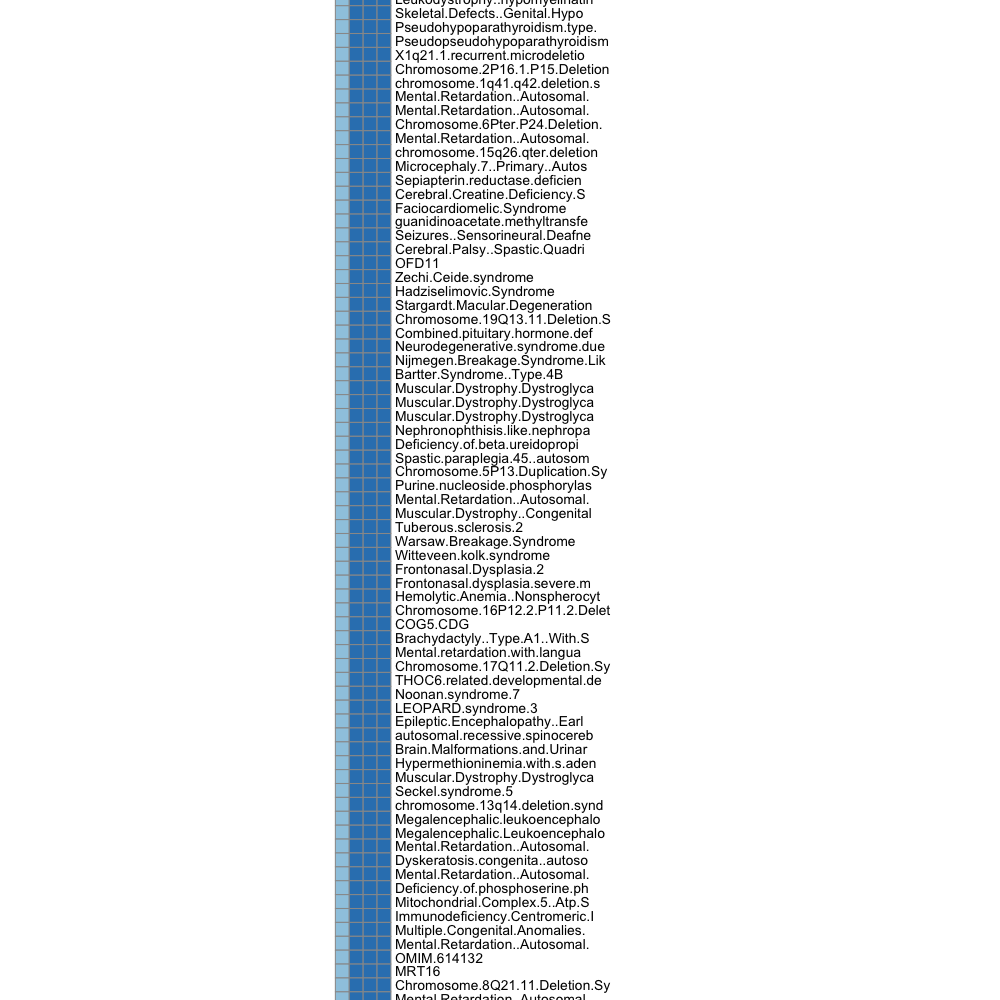 Leukodystrophy..hypomyelinatin
Skeletal.Defects..Genital.Hypo
Pseudohypoparathyroidism.type.
Pseudopseudohypoparathyroidism
X1q21.1.recurrent.microdeletio
Chromosome.2P16.1.P15.Deletion
chromosome.1q41.q42.deletion.s
Mental.Retardation..Autosomal.
Mental.Retardation..Autosomal.
Chromosome.6Pter.P24.Deletion.
Mental.Retardation..Autosomal.
chromosome.15q26.qter.deletion
Microcephaly.7..Primary..Autos
Sepiapterin.reductase.deficien
Cerebral.Creatine.Deficiency.S
Faciocardiomelic.Syndrome
guanidinoacetate.methyltransfe
Seizures..Sensorineural.Deafne
Cerebral.Palsy..Spastic.Quadri
OFD11
Zechi.Ceide.syndrome
Hadziselimovic.Syndrome
Stargardt.Macular.Degeneration
Chromosome.19Q13.11.Deletion.S
Combined.pituitary.hormone.def
Neurodegenerative.syndrome.due
Nijmegen.Breakage.Syndrome.Lik
Bartter.Syndrome..Type.4B
Muscular.Dystrophy.Dystroglyca
Muscular.Dystrophy.Dystroglyca
Muscular.Dystrophy.Dystroglyca
Nephronophthisis.like.nephropa
Deficiency.of.beta.ureidopropi
Spastic.paraplegia.45..autosom
Chromosome.5P13.Duplication.Sy
Purine.nucleoside.phosphorylas
Mental.Retardation..Autosomal.
Muscular.Dystrophy..Congenital
Tuberous.sclerosis.2
Warsaw.Breakage.Syndrome
Witteveen.kolk.syndrome
Frontonasal.Dysplasia.2
Frontonasal.dysplasia.severe.m
Hemolytic.Anemia..Nonspherocyt
Chromosome.16P12.2.P11.2.Delet
COG5.CDG
Brachydactyly..Type.A1..With.S
Mental.retardation.with.langua
Chromosome.17Q11.2.Deletion.Sy
THOC6.related.developmental.de
Noonan.syndrome.7
LEOPARD.syndrome.3
Epileptic.Encephalopathy..Earl
autosomal.recessive.spinocereb
Brain.Malformations.and.Urinar
Hypermethioninemia.with.s.aden
Muscular.Dystrophy.Dystroglyca
Seckel.syndrome.5
chromosome.13q14.deletion.synd
Megalencephalic.leukoencephalo
Megalencephalic.Leukoencephalo
Mental.Retardation..Autosomal.
Dyskeratosis.congenita..autoso
Mental.Retardation..Autosomal.
Deficiency.of.phosphoserine.ph
Mitochondrial.Complex.5..Atp.S
Immunodeficiency.Centromeric.I
Multiple.Congenital.Anomalies.
Mental.Retardation..Autosomal.
OMIM.614132
MRT16
Chromosome.8Q21.11.Deletion.Sy
Mental.Retardation..Autosomal.